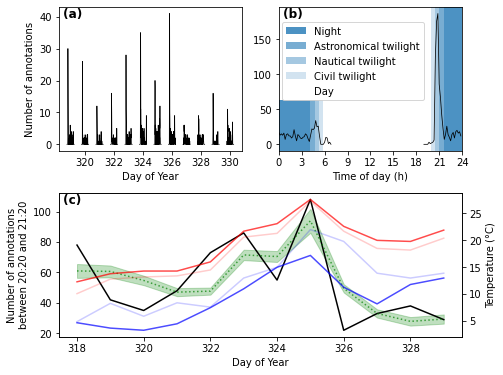 (a)
Number of annotations
40
30
20
10
0
320 322 324 326 328 330
Day of Year
(b)
Night
Astronomical twilight
Nautical twilight
Civil twilight
Day
150
100
50
0
0 3 6 9 12 15 18 21 24
Time of day (h)
(c)
Number of annotations
between 20:20 and 21:20
100
80
60
40
20
25
20
15
10
5
Temperature (°C)
318 320 322 324 326 328
Day of Year